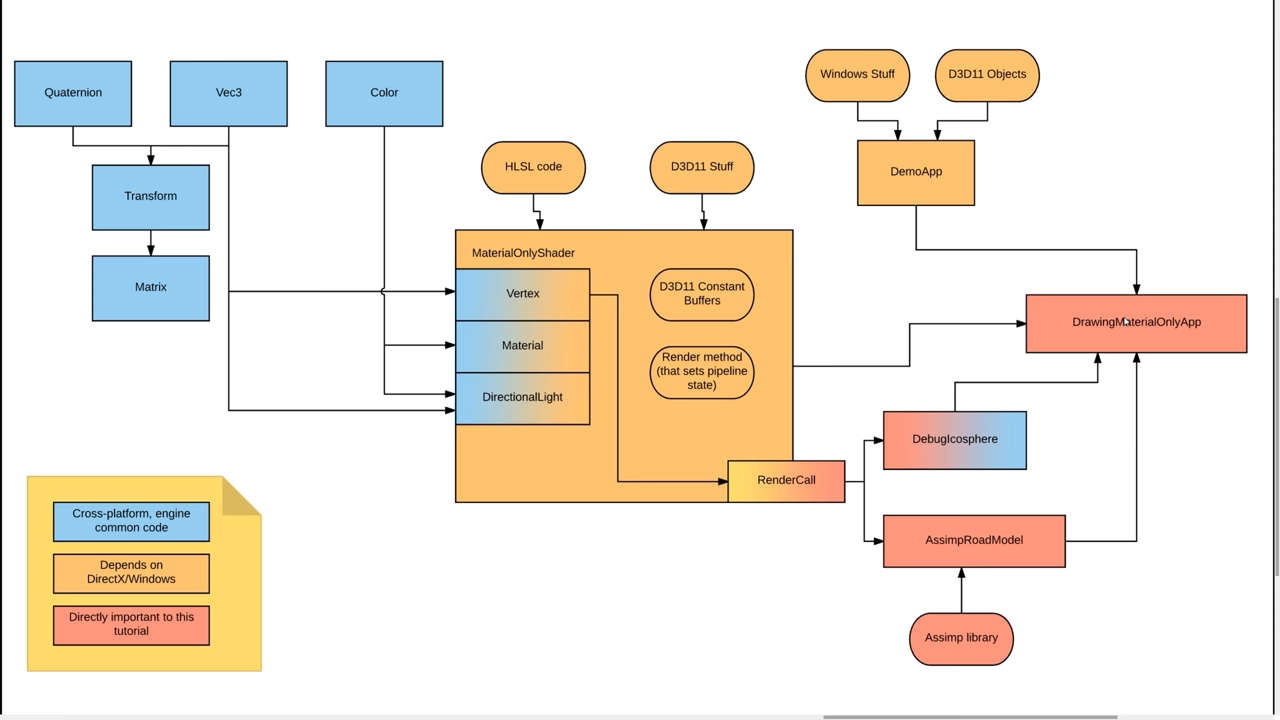 Windows Stuff
D3D11 Objects
Quaternion
Vec3
Color
HLSL code
D3D11 Stuff
DemoApp
Transform
MaterialOnlyShader
Matrix
Vertex
D3D11 Constant
Buffers
DrawingMaterialOnlyApp
Material
Render method
(that sets pipeline
state)
DirectionalLight
DebugIcosphere
RenderCall
Cross-platform, engine
common code
AssimpRoadModel
Depends on
DirectX/Windows
Directly important to this
tutorial
Assimp library